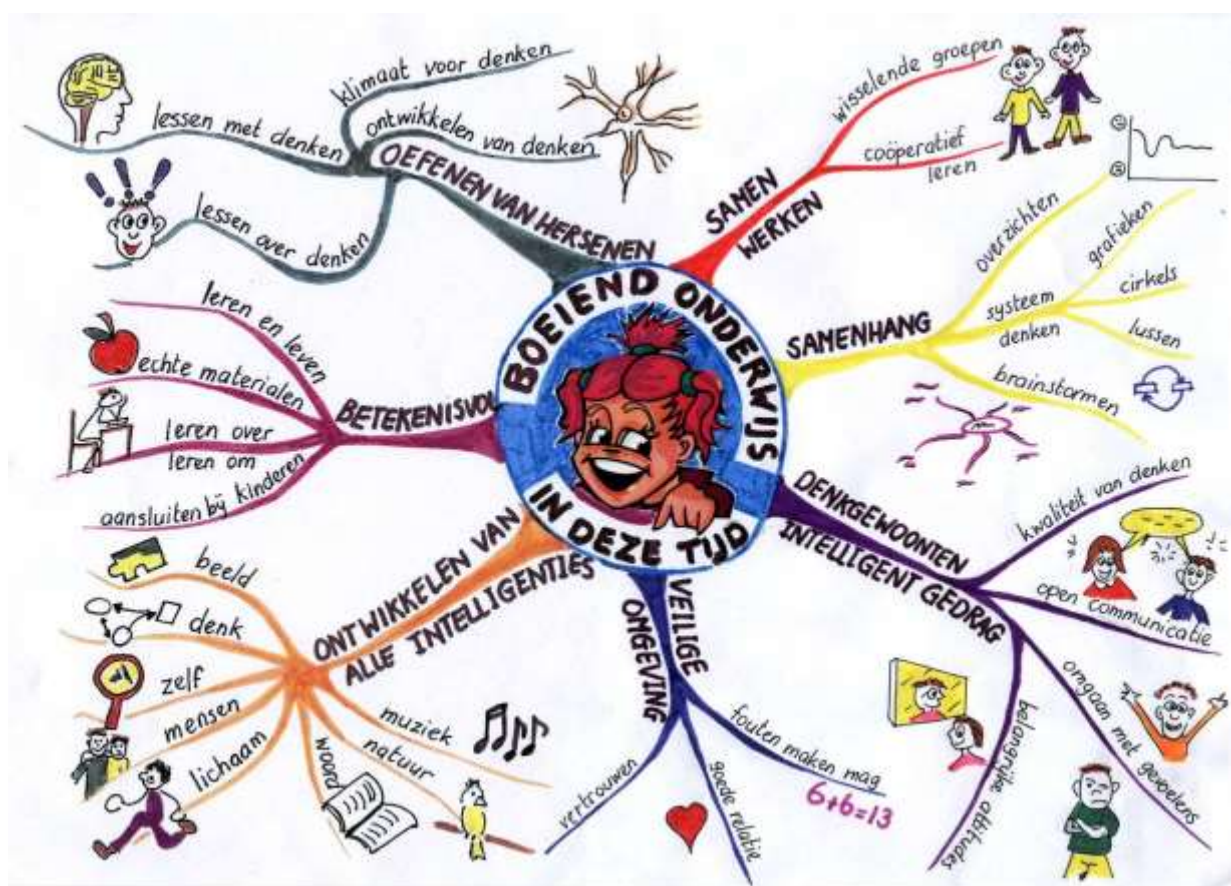 BOEIEND ONDERWIJS
IN DEZE TIJD
OEFENEN VAN HERSENEN
klimaat voor denken
ontwikkelen van denken
lessen met denken
lessen over denken
SAMEN
WERKEN
wisselende groepen
coöperatief
leren
SAMENHANG
overzichten
systeem
denken
grafieken
cirkels
lussen
brainstormen
DENKGEWOONTEN
INTELLIGENT GEDRAG
kwaliteit van denken
open communicatie
omgaan met gevoelens
belangrijke attitudes
VEILIGE
OMGEVING
fouten maken mag
6+6=13
goede relatie
vertrouwen
ONTWIKKELEN VAN
ALLE INTELLIGENTIES
muziek
natuur
woord
lichaam
mensen
zelf
denk
beeld
BETEKENISVOL
leren en leven
echte materialen
leren over
leren om
aansluiten bij kinderen